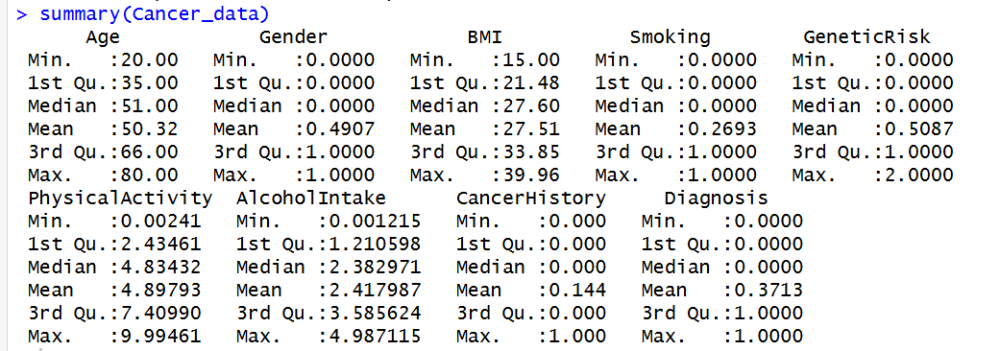 > summary(Cancer_data)
      Age            Gender            BMI           Smoking        GeneticRisk
 Min.   :20.00   Min.   :0.0000   Min.   :15.00   Min.   :0.0000   Min.   :0.0000
 1st Qu.:35.00   1st Qu.:0.0000   1st Qu.:21.48   1st Qu.:0.0000   1st Qu.:0.0000
 Median :51.00   Median :0.0000   Median :27.60   Median :0.0000   Median :0.0000
 Mean   :50.32   Mean   :0.4907   Mean   :27.51   Mean   :0.2693   Mean   :0.5087
 3rd Qu.:66.00   3rd Qu.:1.0000   3rd Qu.:33.85   3rd Qu.:1.0000   3rd Qu.:1.0000
 Max.   :80.00   Max.   :1.0000   Max.   :39.96   Max.   :1.0000   Max.   :2.0000
 PhysicalActivity  AlcoholIntake      CancerHistory     Diagnosis
 Min.   :0.00241   Min.   :0.001215   Min.   :0.000   Min.   :0.0000
 1st Qu.:2.43461   1st Qu.:1.210598   1st Qu.:0.000   1st Qu.:0.0000
 Median :4.83432   Median :2.382971   Median :0.000   Median :0.0000
 Mean   :4.89793   Mean   :2.417987   Mean   :0.144   Mean   :0.3713
 3rd Qu.:7.40990   3rd Qu.:3.585624   3rd Qu.:0.000   3rd Qu.:1.0000
 Max.   :9.99461   Max.   :4.987115   Max.   :1.000   Max.   :1.0000